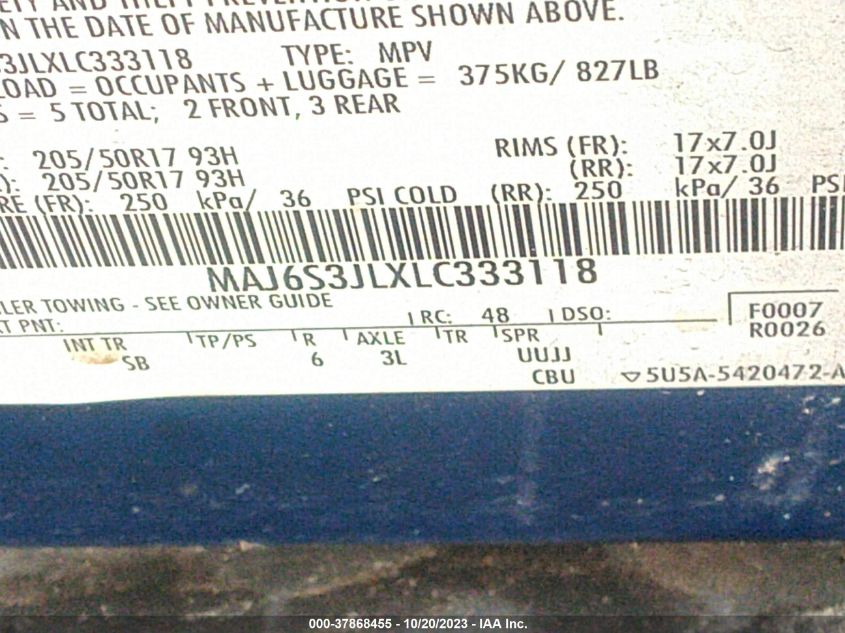 N THE DATE OF MANUFACTURE SHOWN ABOVE.
3JLXLC333118 TYPE: MPV
LOAD = OCCUPANTS + LUGGAGE = 375KG/ 827LB
S = 5 TOTAL; 2 FRONT, 3 REAR
: 205/50R17 93H RIMS (FR): 17x7.0J
): 205/50R17 93H (RR): 17x7.0J
RE (FR): 250 kPa/ 36 PSI COLD (RR): 250 kPa/ 36 PSI
MAJ6S3JLXLC333118
LER TOWING - SEE OWNER GUIDE
T PNT: RC: 48 DSO: F0007
R0026
INT TR TP/PS R AXLE TR SPR
SB 6 3L UUJJ
CBU ▽5U5A-5420472-A
000-37868455 - 10/20/2023 - IAA Inc.